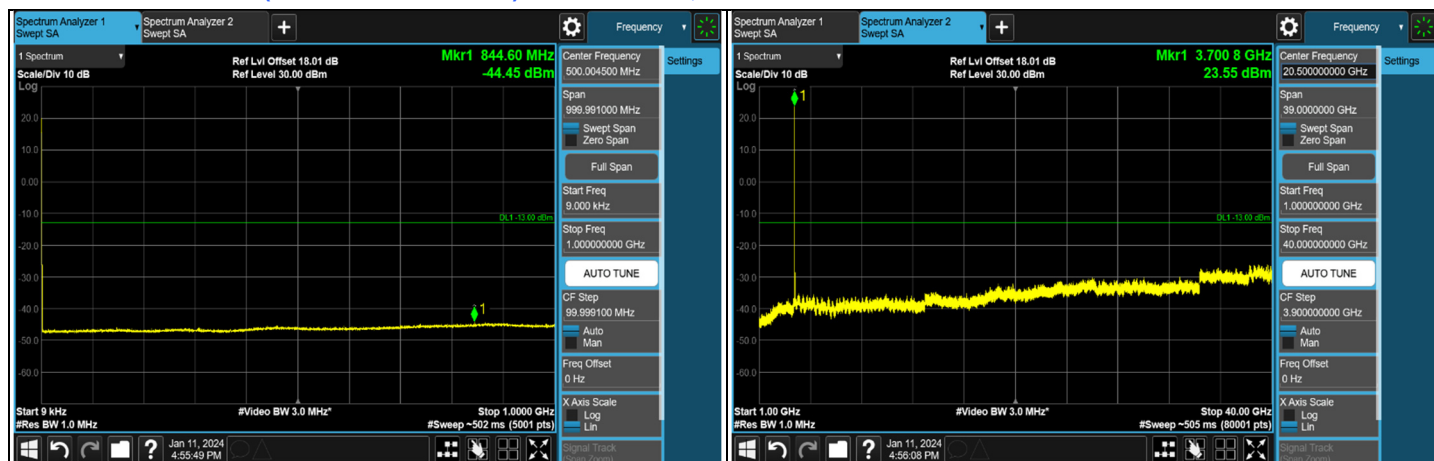 Spectrum Analyzer 1
Swept SA
Spectrum Analyzer 2
Swept SA
+
Frequency
1 Spectrum
Scale/Div 10 dB
Log
Ref Lvl Offset 18.01 dB
Ref Level 30.00 dBm
Mkr1 844.60 MHz
-44.45 dBm
20.0
10.0
0.00
-10.0
-20.0
-30.0
-40.0
-50.0
-60.0
DL1 -13.00 dBm
1
Start 9 kHz
#Res BW 1.0 MHz
#Video BW 3.0 MHz*
Stop 1.0000 GHz
#Sweep ~502 ms (5001 pts)
Center Frequency
500.004500 MHz
Settings
Span
999.991000 MHz
Swept Span
Zero Span
Full Span
Start Freq
9.000 kHz
Stop Freq
1.000000000 GHz
AUTO TUNE
CF Step
99.999100 MHz
Auto
Man
Freq Offset
0 Hz
X Axis Scale
Log
Lin
Signal Track
(Span Zoom)
?
Jan 11, 2024
4:55:49 PM
Spectrum Analyzer 1
Swept SA
Spectrum Analyzer 2
Swept SA
+
Frequency
1 Spectrum
Scale/Div 10 dB
Log
Ref Lvl Offset 18.01 dB
Ref Level 30.00 dBm
Mkr1 3.700 8 GHz
23.55 dBm
1
20.0
10.0
0.00
-10.0
-20.0
-30.0
-40.0
-50.0
-60.0
DL1 -13.00 dBm
Start 1.00 GHz
#Res BW 1.0 MHz
#Video BW 3.0 MHz*
Stop 40.00 GHz
#Sweep ~505 ms (80001 pts)
Center Frequency
20.500000000 GHz
Settings
Span
39.0000000 GHz
Swept Span
Zero Span
Full Span
Start Freq
1.000000000 GHz
Stop Freq
40.000000000 GHz
AUTO TUNE
CF Step
3.900000000 GHz
Auto
Man
Freq Offset
0 Hz
X Axis Scale
Log
Lin
Signal Track
(Span Zoom)
?
Jan 11, 2024
4:56:08 PM